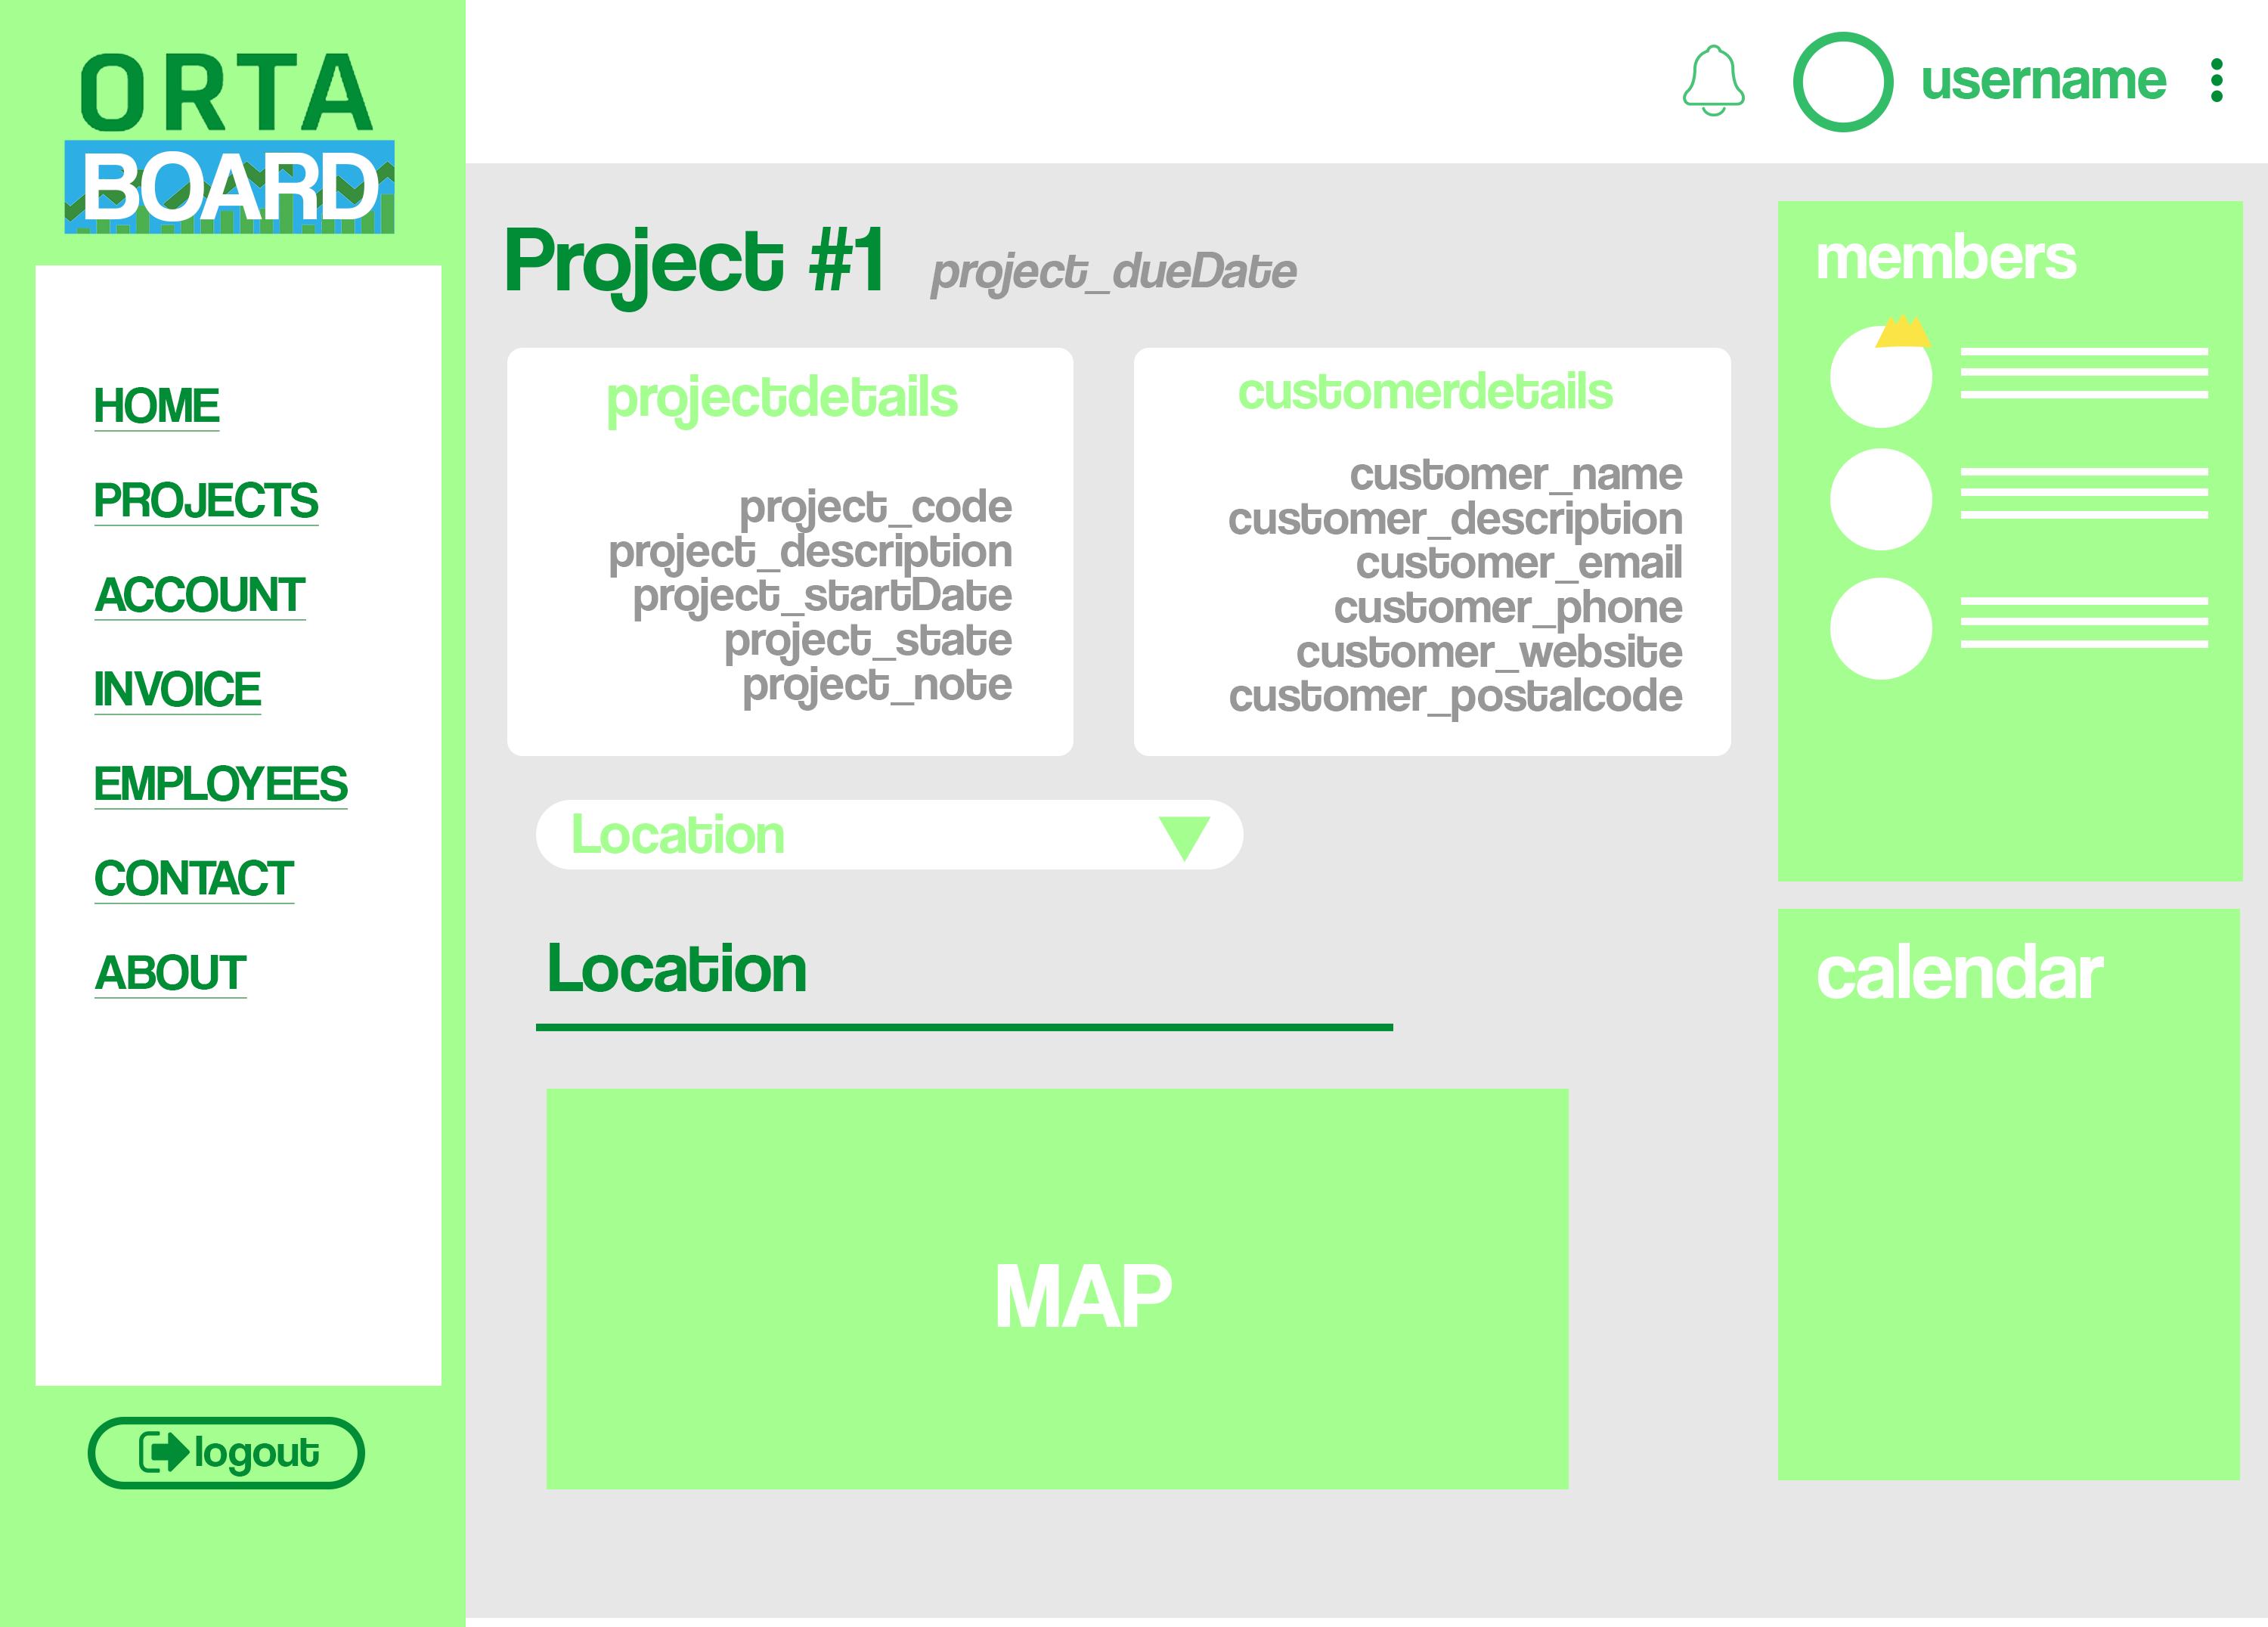 ORTA
BOARD
HOME
PROJECTS
ACCOUNT
INVOICE
EMPLOYEES
CONTACT
ABOUT
logout
username
Project #1 project_dueDate
projectdetails
project_code
project_description
project_startDate
project_state
project_note
customerdetails
customer_name
customer_description
customer_email
customer_phone
customer_website
customer_postalcode
Location
Location
MAP
members
calendar